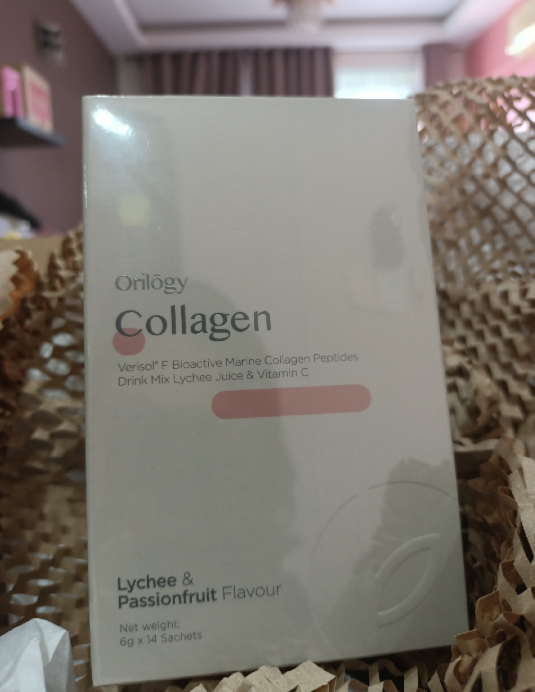 Orilōgy
Collagen
Verisol® F Bioactive Marine Collagen Peptides
Drink Mix Lychee Juice & Vitamin C
Lychee &
Passionfruit Flavour
Net weight:
6g x 14 Sachets